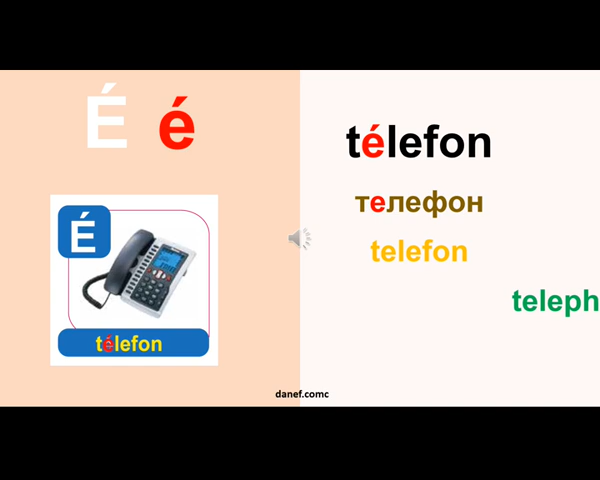 É é
É
télefon
télefon
телефон
telefon
teleph
danef.comc